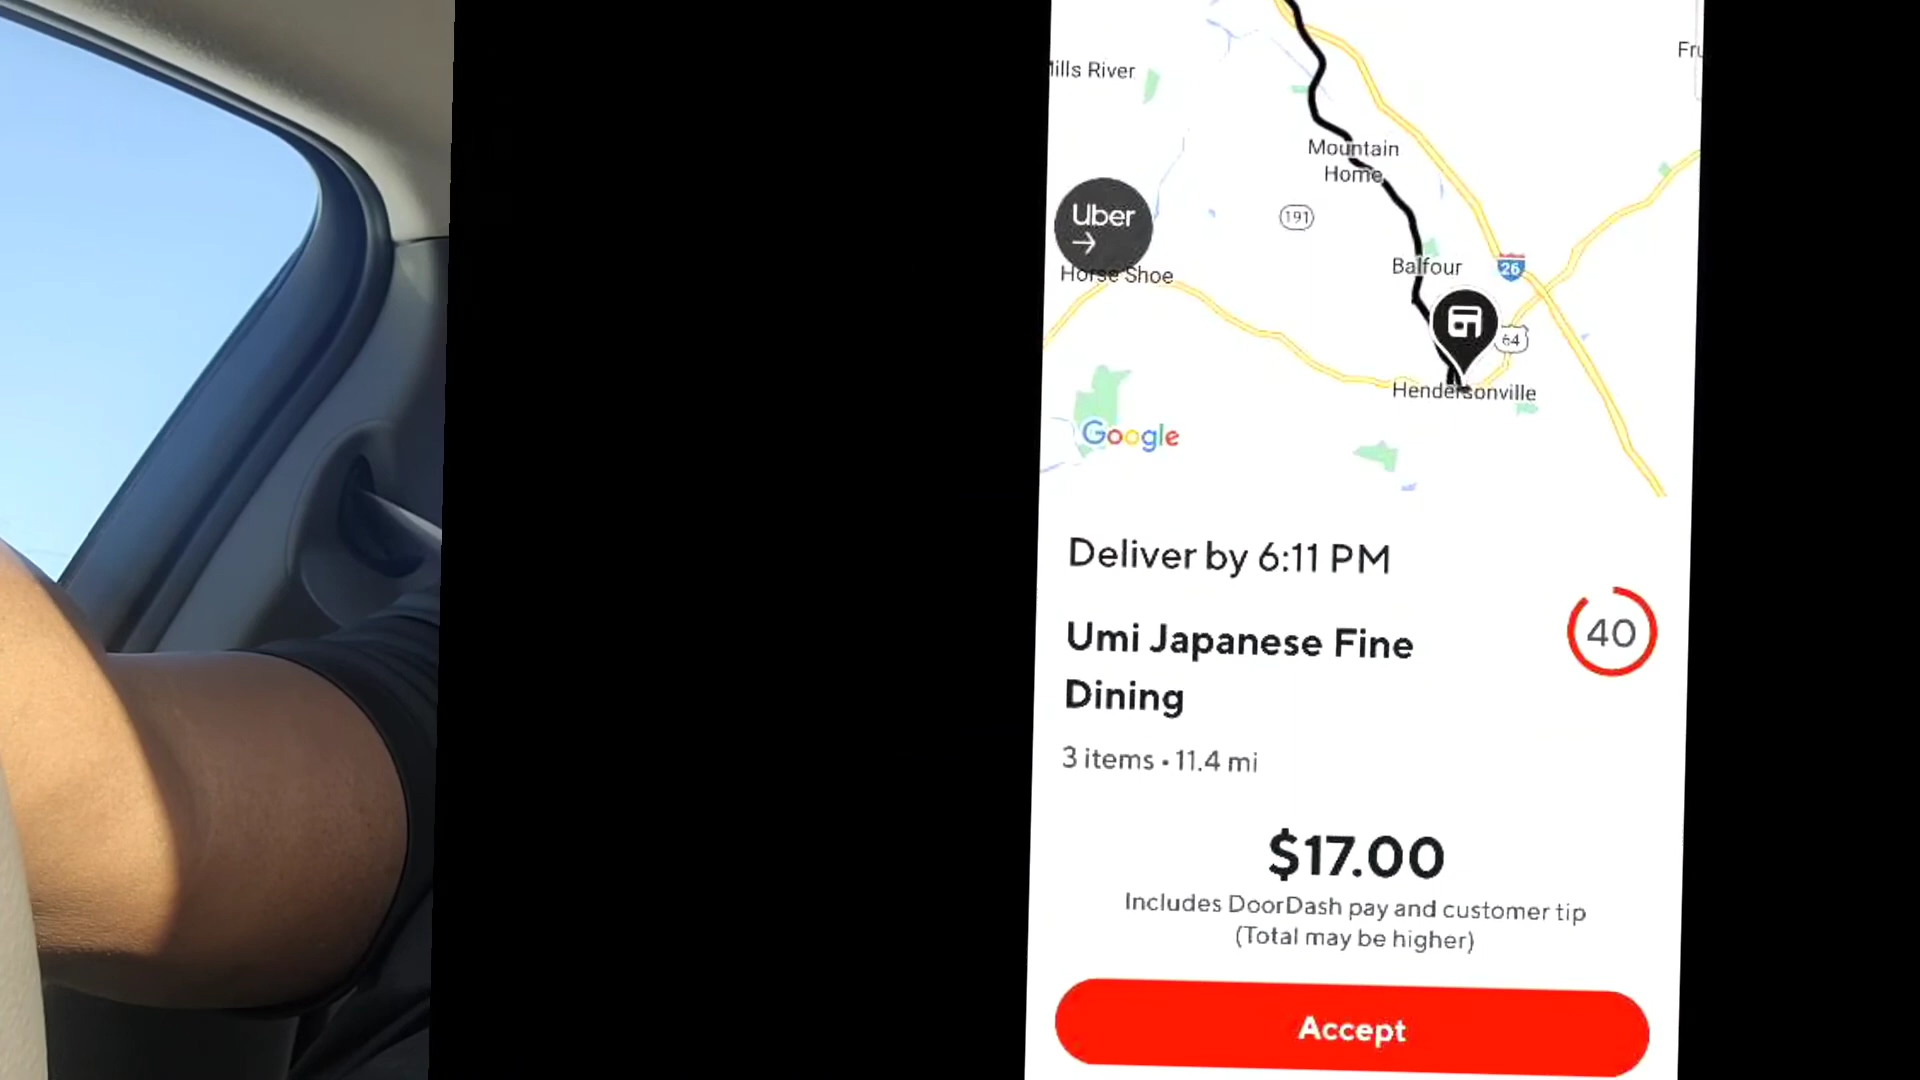 Fru
ills River
Mountain
Home
191
Uber
Horse Shoe
Balfour
26
64
Hendersonville
Google
Deliver by 6:11 PM
Umi Japanese Fine
Dining
40
3 items • 11.4 mi
$17.00
Includes DoorDash pay and customer tip
(Total may be higher)
Accept